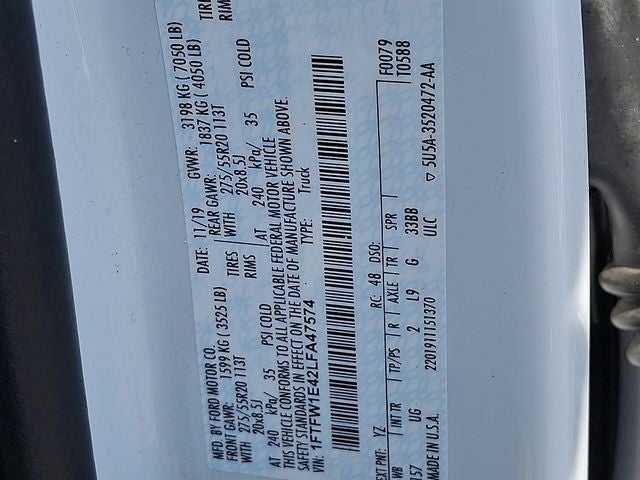 MFD. BY FORD MOTOR CO.
DATE: 11/19 GVWR: 3198 KG ( 7050 LB)
FRONT GAWR: 1599 KG ( 3525 LB) REAR GAWR: 1837 KG ( 4050 LB)
WITH 275/55R20 113T TIRES WITH 275/55R20 113T TIRE
20x8.5J RIMS 20x8.5J RIM
AT 240 kPa/ 35 PSI COLD AT 240 kPa/ 35 PSI COLD
THIS VEHICLE CONFORMS TO ALL APPLICABLE FEDERAL MOTOR VEHICLE
SAFETY STANDARDS IN EFFECT ON THE DATE OF MANUFACTURE SHOWN ABOVE.
VIN: 1FTFW1E42LFA47574 TYPE: Truck
EXT PNT: YZ RC: 48 DSO: F0079
WB INT TR TP/PS R AXLE TR SPR T05B8
157 UG 2 L9 G 33BB
MADE IN U.S.A. 2201911151370 ULC ▽ 5U5A-3520472-AA